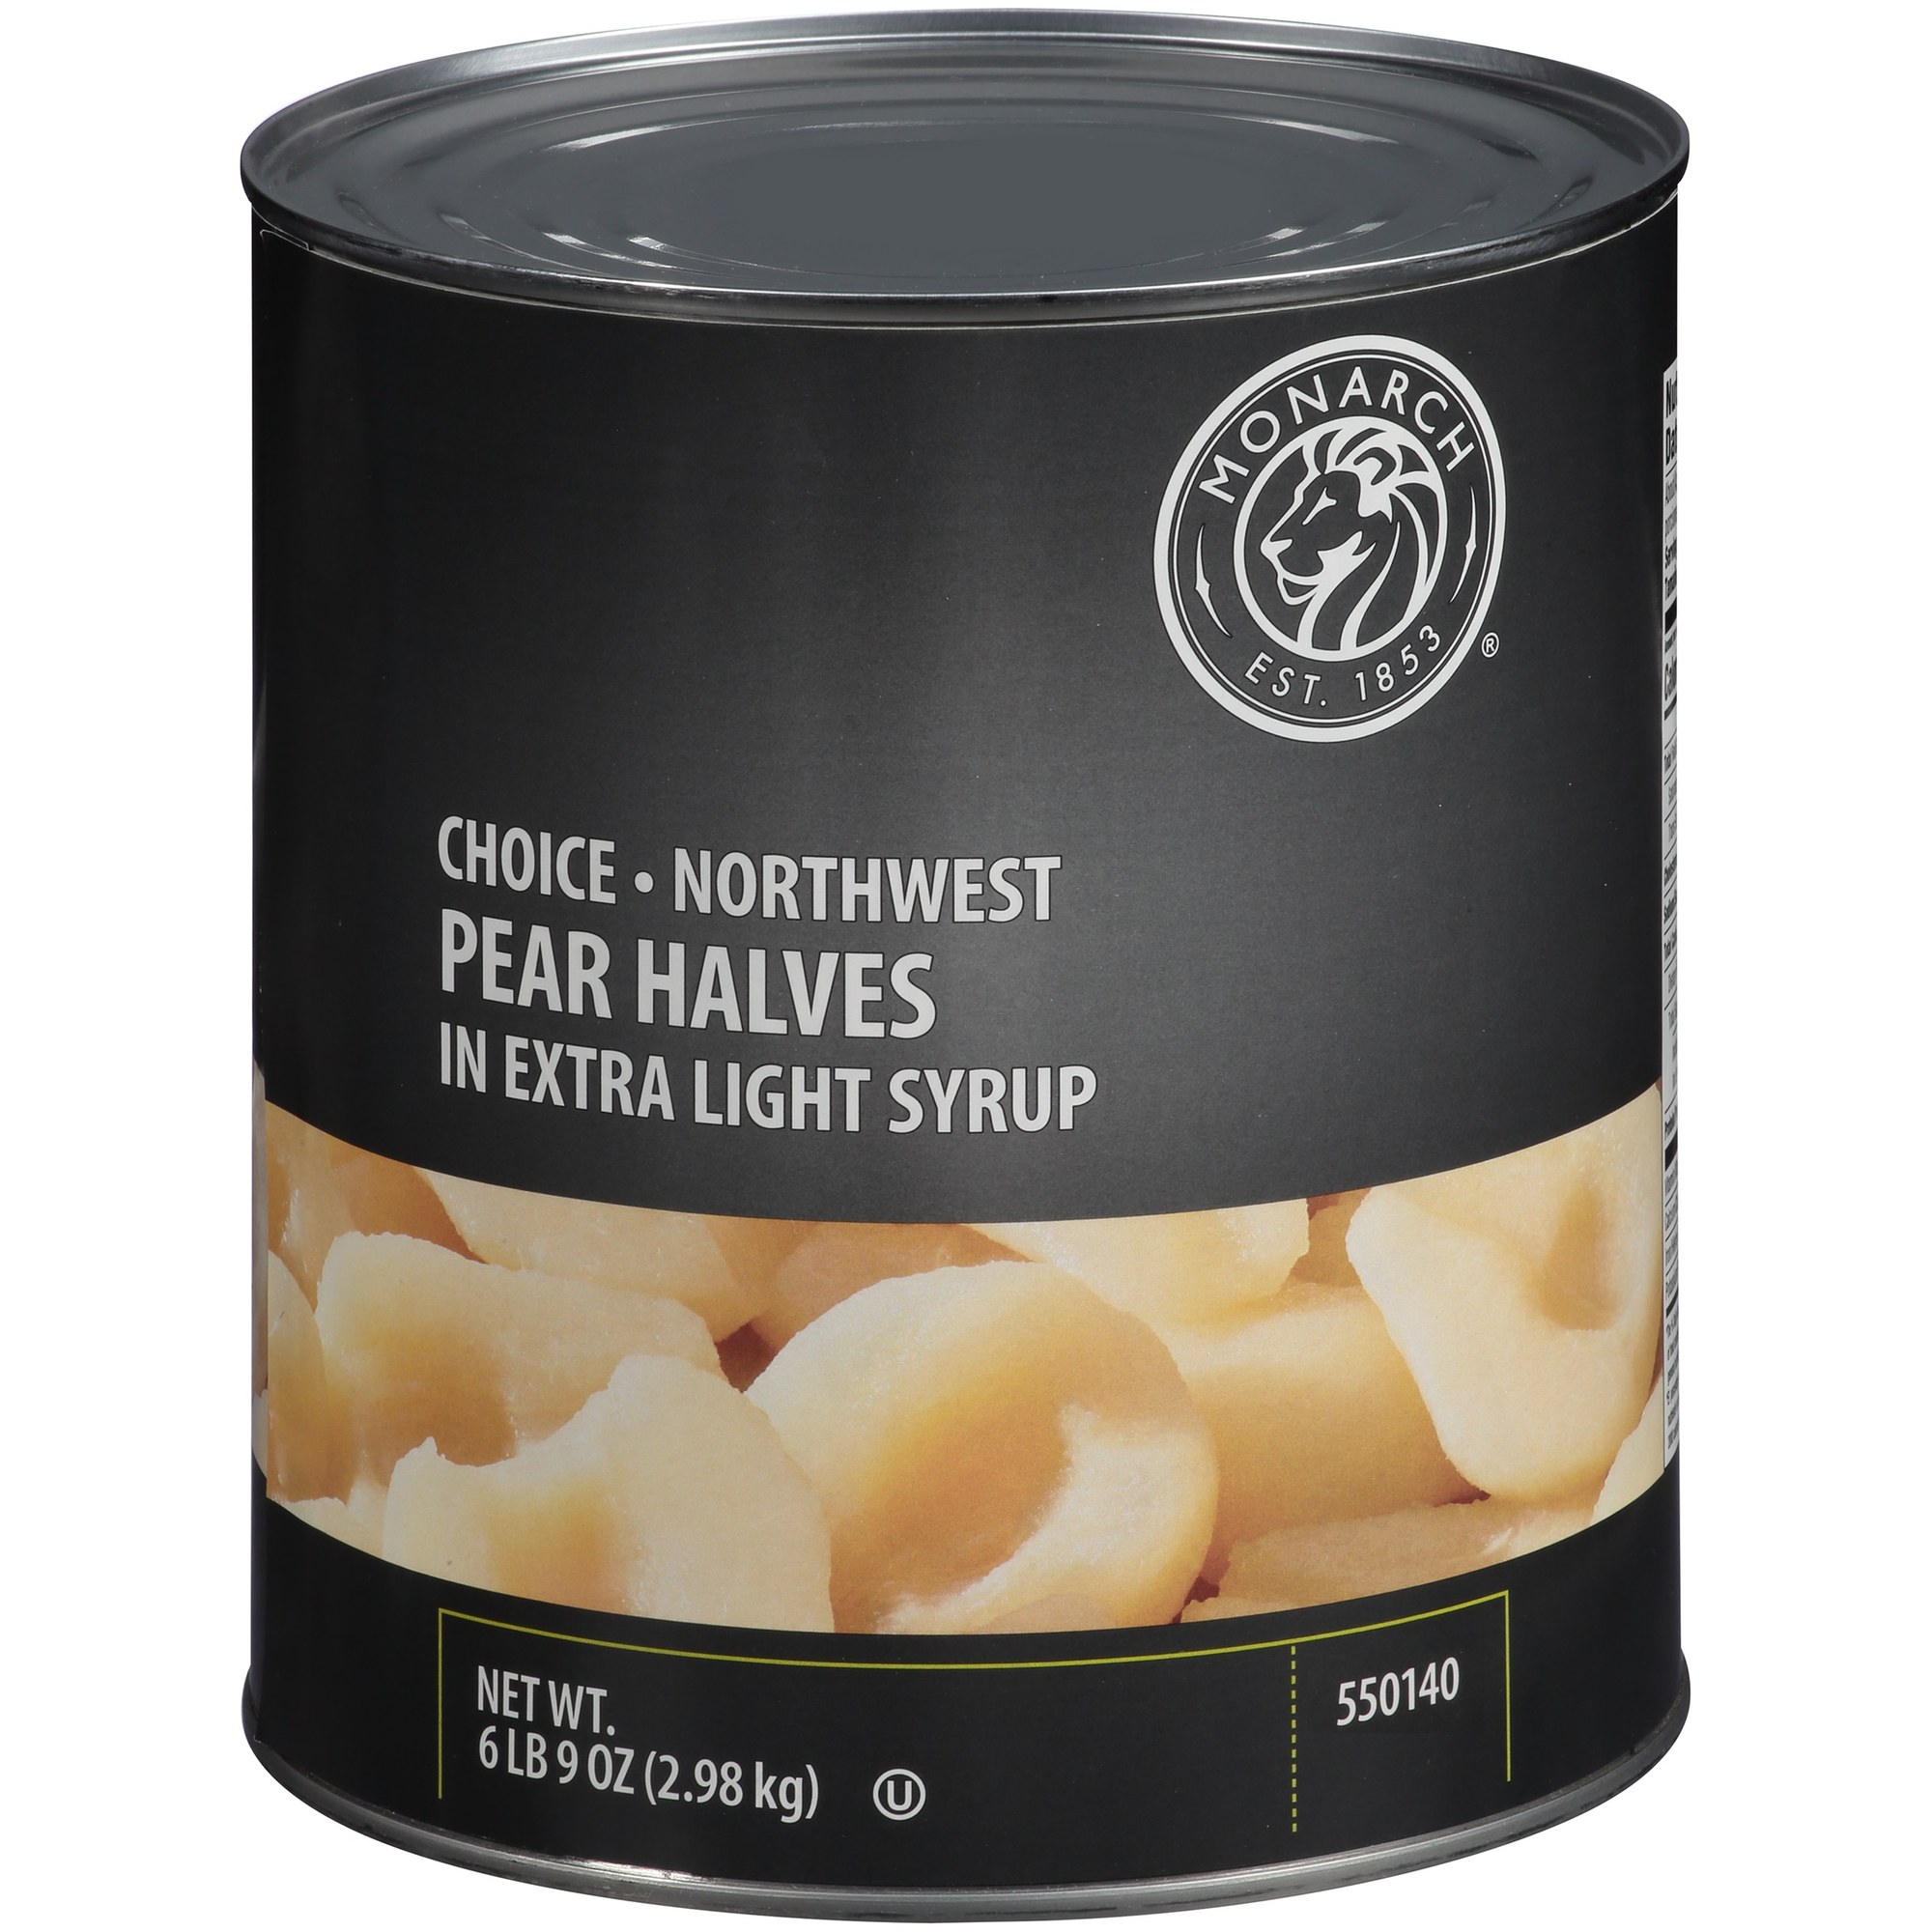 MONARCH
EST. 1853
®
CHOICE • NORTHWEST
PEAR HALVES
IN EXTRA LIGHT SYRUP
NET WT.
6 LB 9 OZ (2.98 kg)
U
550140